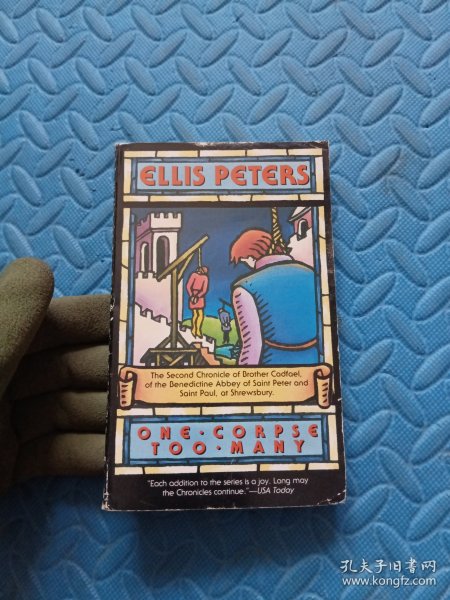 ELLIS PETERS
The Second Chronicle of Brother Cadfael,
of the Benedictine Abbey of Saint Peter and
Saint Paul, at Shrewsbury.
ONE·CORPSE
TOO·MANY
"Each addition to the series is a joy. Long may
the Chronicles continue."—USA Today
孔夫子旧书网
www.kongfz.com